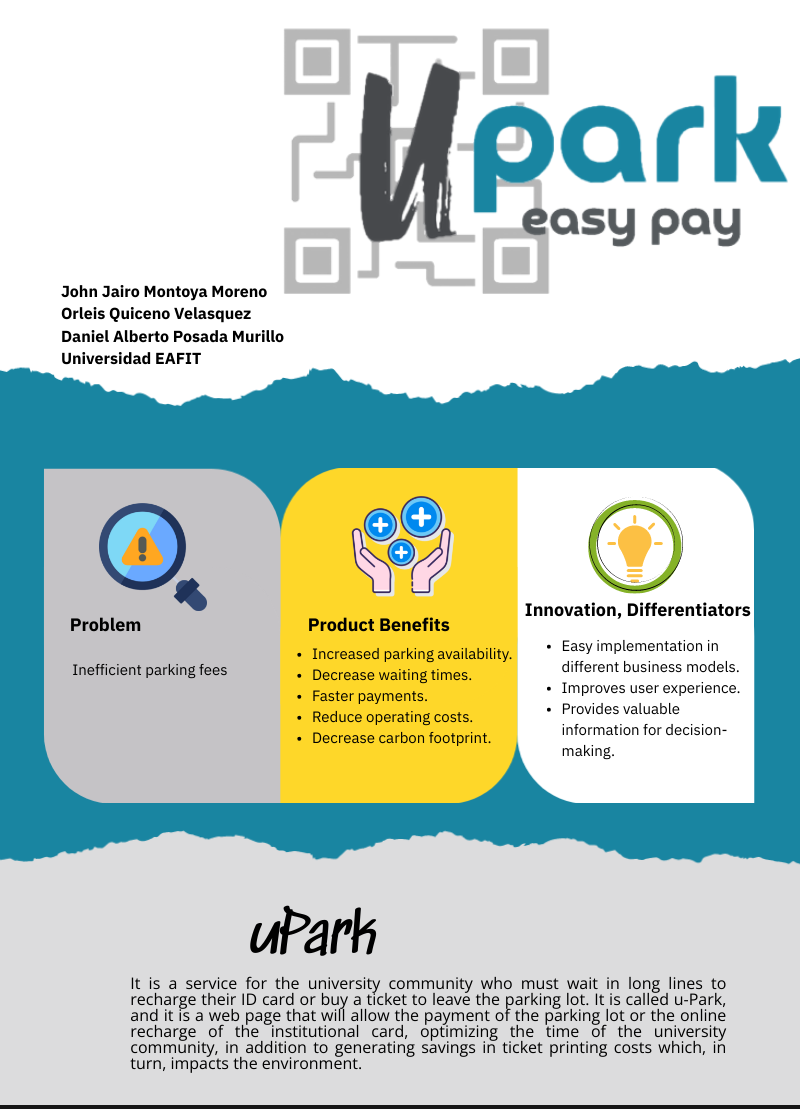 upark
easy pay
John Jairo Montoya Moreno
Orleis Quiceno Velasquez
Daniel Alberto Posada Murillo
Universidad EAFIT
Problem
Inefficient parking fees
Product Benefits
• Increased parking availability.
• Decrease waiting times.
• Faster payments.
• Reduce operating costs.
• Decrease carbon footprint.
Innovation, Differentiators
• Easy implementation in
different business models.
• Improves user experience.
• Provides valuable
information for decision-
making.
uPark
It is a service for the university community who must wait in long lines to
recharge their ID card or buy a ticket to leave the parking lot. It is called u-Park,
and it is a web page that will allow the payment of the parking lot or the online
recharge of the institutional card, optimizing the time of the university
community, in addition to generating savings in ticket printing costs which, in
turn, impacts the environment.